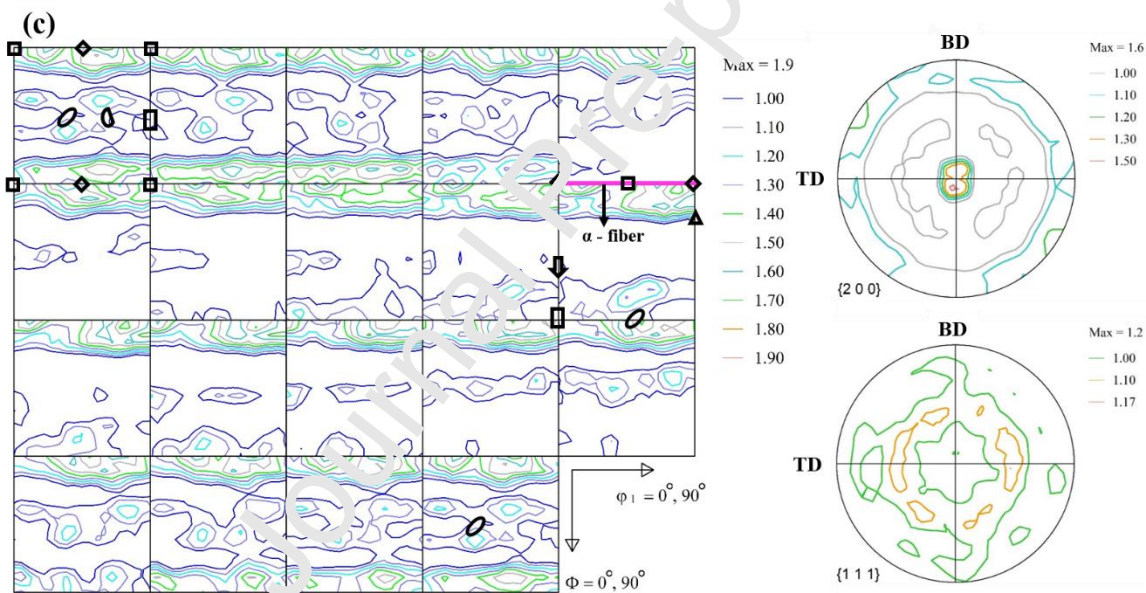 (c)
Max = 1.9
1.00
1.10
1.20
1.30
1.40
1.50
1.60
1.70
1.80
1.90
α - fiber
φ 1 = 0°, 90°
Φ = 0°, 90°
BD
TD
{2 0 0}
Max = 1.6
1.00
1.10
1.20
1.30
1.50
BD
TD
{1 1 1}
Max = 1.2
1.00
1.10
1.17
Journal Pre-p